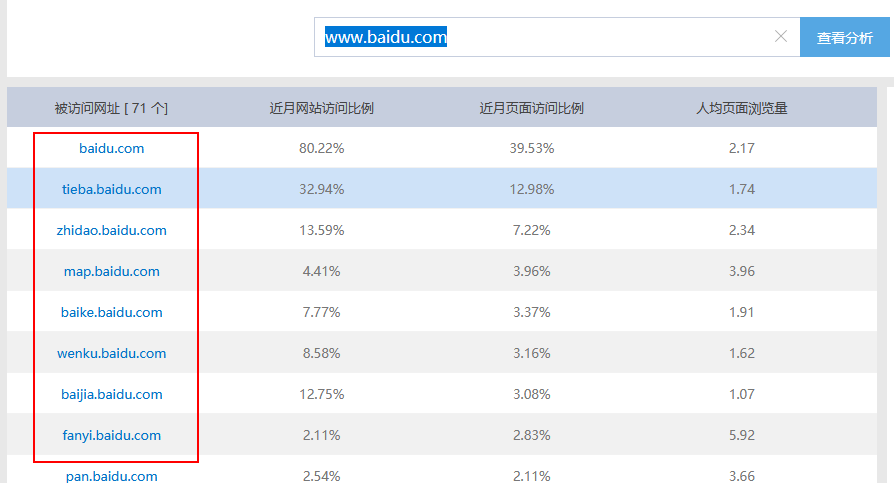 www.baidu.com 查看分析
被访问网址 [ 71 个] 近月网站访问比例 近月页面访问比例 人均页面浏览量
baidu.com 80.22% 39.53% 2.17
tieba.baidu.com 32.94% 12.98% 1.74
zhidao.baidu.com 13.59% 7.22% 2.34
map.baidu.com 4.41% 3.96% 3.96
baike.baidu.com 7.77% 3.37% 1.91
wenku.baidu.com 8.58% 3.16% 1.62
baijia.baidu.com 12.75% 3.08% 1.07
fanyi.baidu.com 2.11% 2.83% 5.92
pan.baidu.com 2.54% 2.11% 3.66